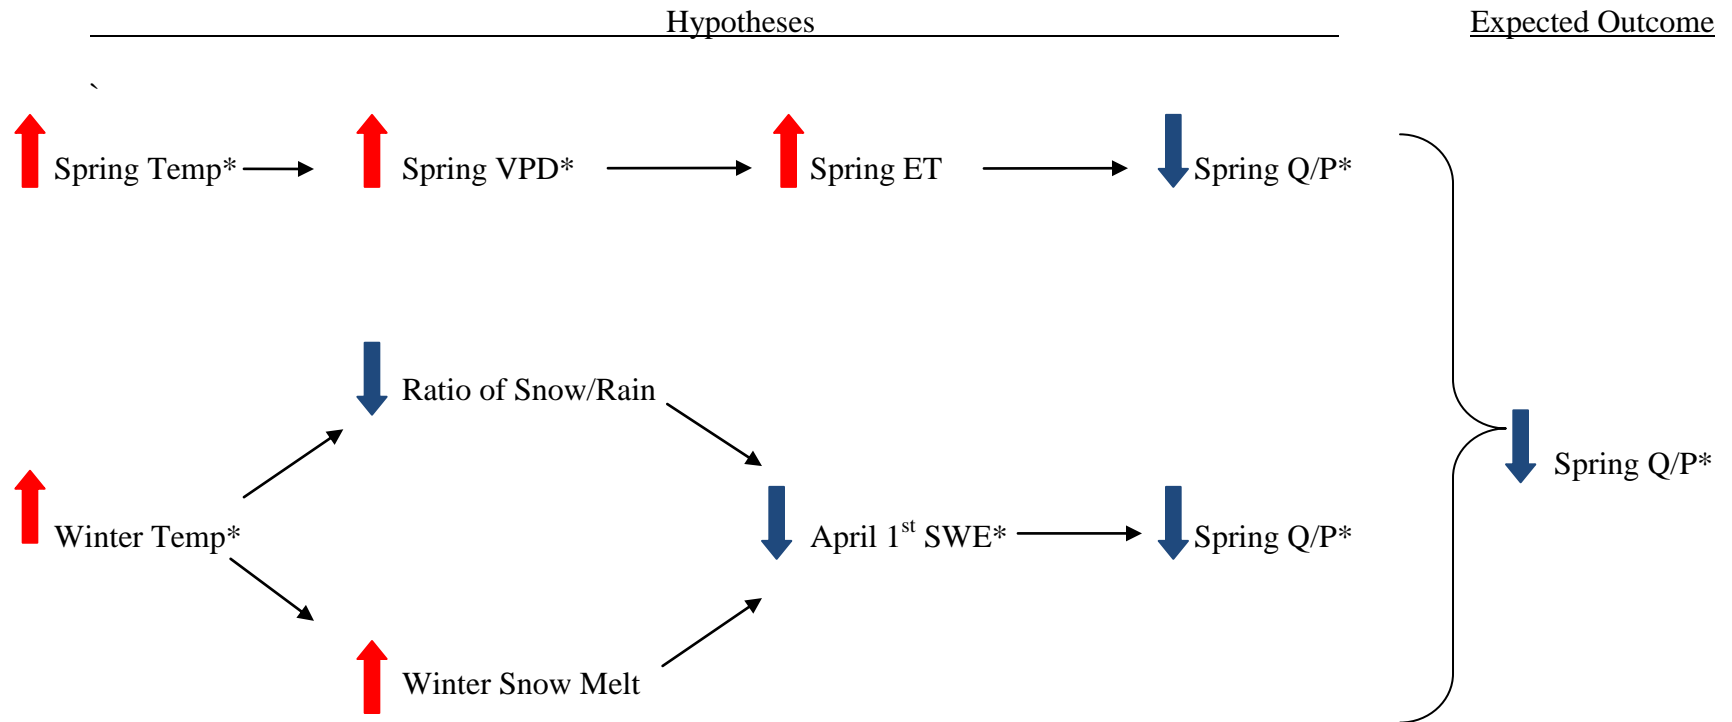 Hypotheses Expected Outcome
`
Spring Temp* Spring VPD* Spring ET Spring Q/P*
Ratio of Snow/Rain
Spring Q/P*
Winter Temp* April 1st SWE* Spring Q/P*
Winter Snow Melt